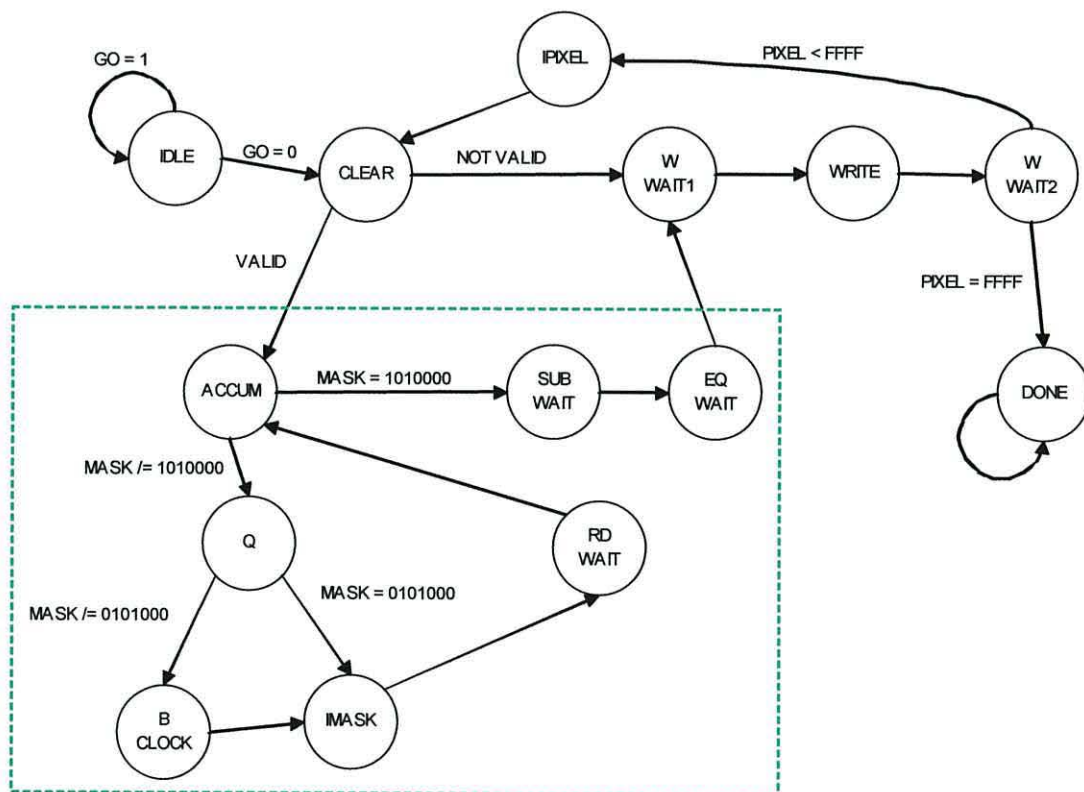 GO = 1
IPIXEL
PIXEL < FFFF
IDLE
GO = 0
CLEAR
NOT VALID
W
WAIT1
WRITE
W
WAIT2
VALID
PIXEL = FFFF
ACCUM
MASK = 1010000
SUB
WAIT
EQ
WAIT
DONE
MASK /= 1010000
Q
RD
WAIT
MASK /= 0101000
MASK = 0101000
B
CLOCK
IMASK